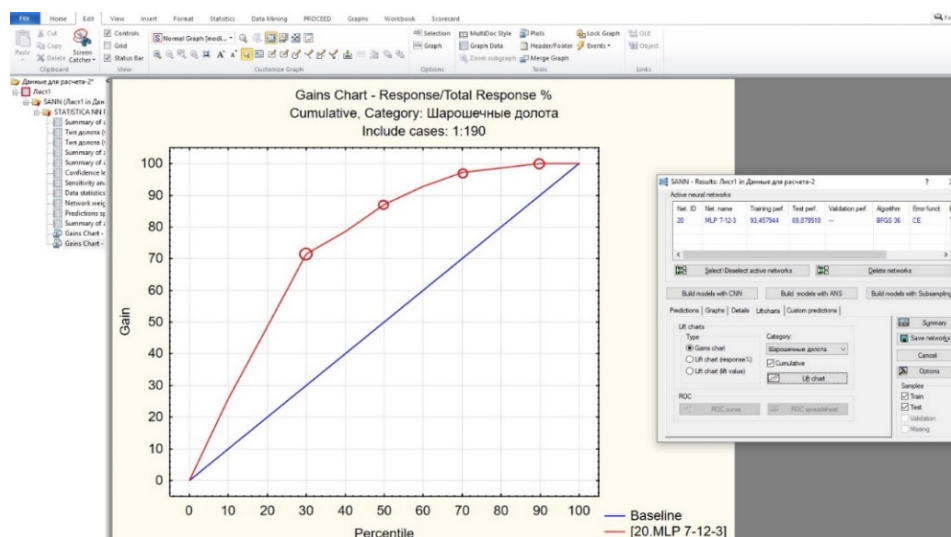 File Home Edit View Insert Format Statistics Data Mining PROCEED Graphs Workbook Scorecard
Cut
Copy
Paste
Delete
Screen Catcher
Clipboard
Controls
Grid
Status Bar
View
Customize Graph
Selection
Graph
Options
MultiDoc Style
Graph Data
Zoom subgraph
Plots
Header/Footer
Merge Graph
Lock Graph
Events
Tools
OLE
Object
Links
Данные для расчета-2*
Лист1
SANN (Лист1 in Дан
STATISTICA NN F
Summary of a
Тип долота (
Тип долота (
Summary of a
Summary of a
Confidence le
Sensitivity an
Data statistics
Network weig
Predictions sp
Summary of a
Gains Chart -
Gains Chart -
Gains Chart - Response/Total Response %
Cumulative, Category: Шарошечные долота
Include cases: 1:190
Gain
100
90
80
70
60
50
40
30
20
10
0
0 10 20 30 40 50 60 70 80 90 100
Percentile
Baseline
[20.MLP 7-12-3]
SANN - Results: Лист1 in Данные для расчета-2
Active neural networks
Net. ID Net. name Training perf. Test perf. Validation perf. Algorithm Error funct.
20 MLP 7-12-3 93,457944 69,879518 --- BFGS 36 CE
Select\Deselect active networks
Delete networks
Build models with CNN
Build models with ANS
Build models with Subsampling
Predictions Graphs Details Liftcharts Custom predictions
Lift charts
Type
Gains chart
Lift chart (response%)
Lift chart (lift value)
Category:
Шарошечные долота
Cumulative
Lift chart
ROC
ROC curve
ROC spreadsheet
Summary
Save networks
Cancel
Options
Samples
Train
Test
Validation
Missing